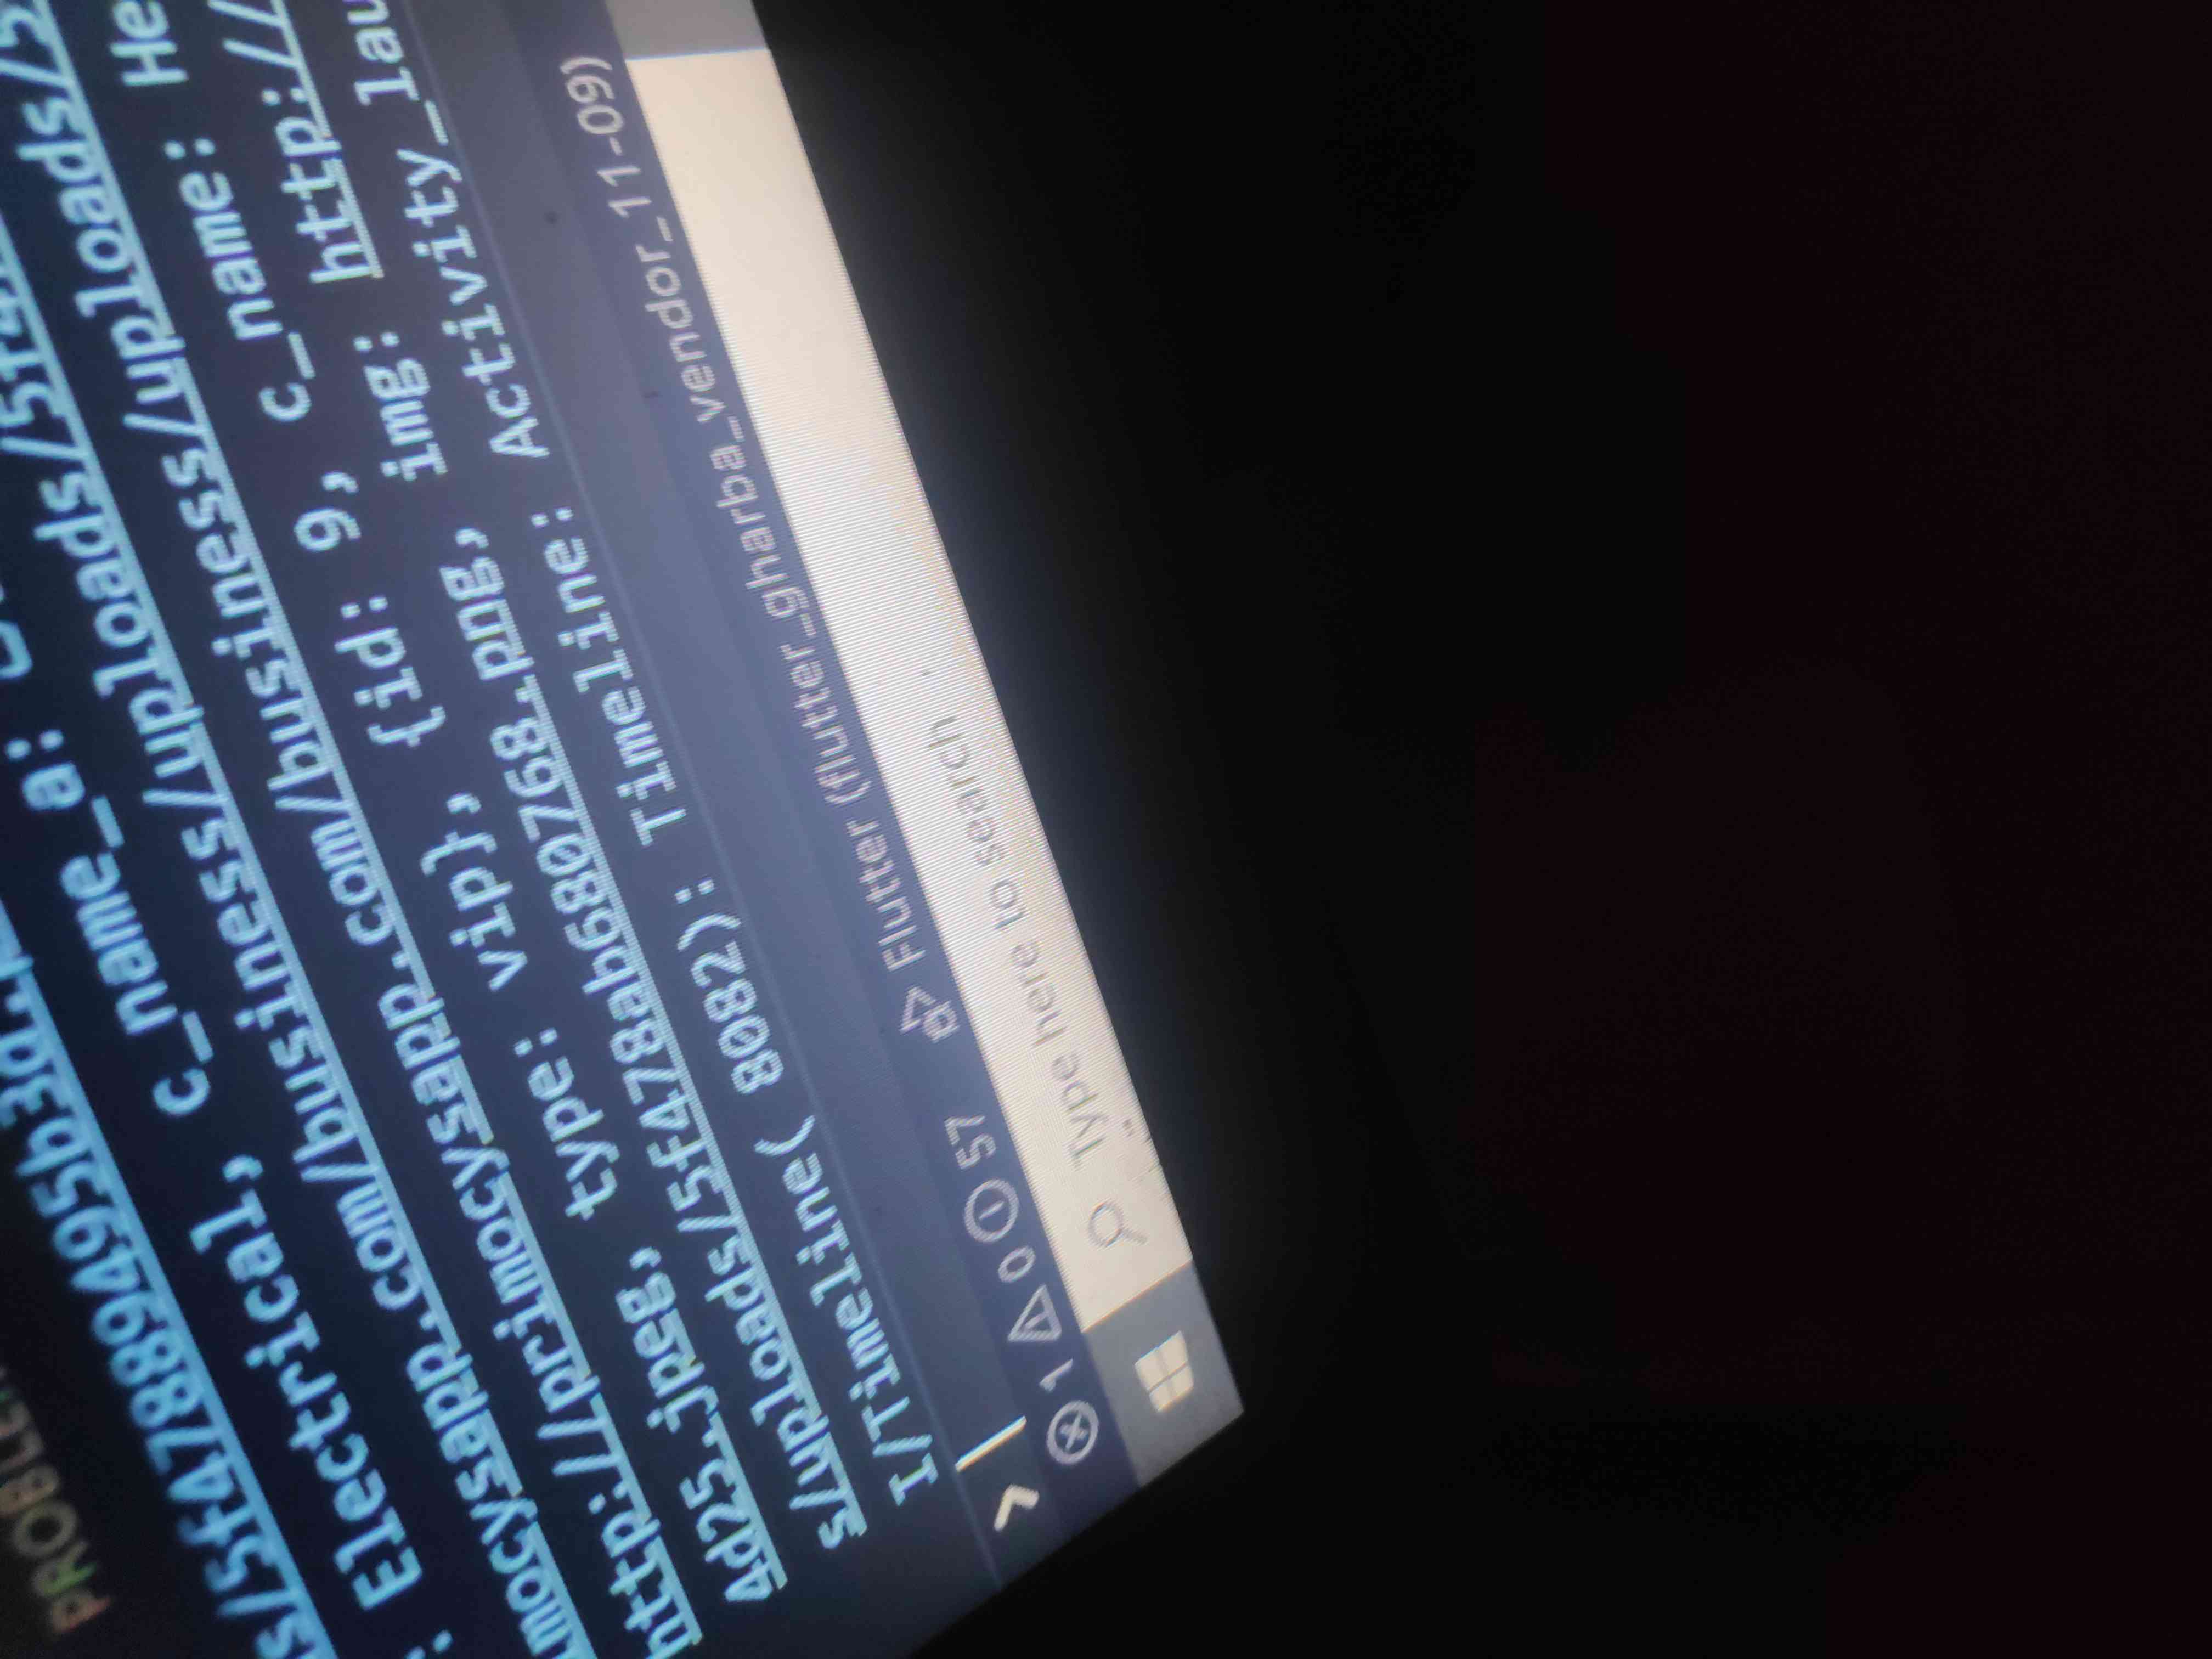 PROBLE
s/5f47889495b3d.
: Electrical, c_name_a:
mocysapp.com/business/uploads/5f4
http://primocysapp.com/business/uploads/5
4d25.jpeg, type: vip}, {id: 9, c_name: He
s/uploads/5f478ab680768.png, img: http://
I/Timeline( 8082): Timeline: Activity_lau
>
1 0 57 Flutter (flutter_gharba_vendor_11-09)
Type here to search